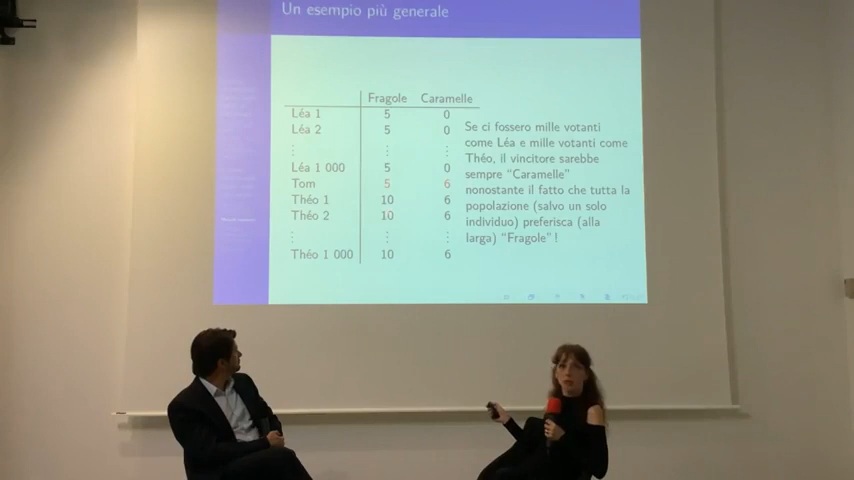 Un esempio più generale
Fragole Caramelle
Léa 1 5 0
Léa 2 5 0
⋮ ⋮ ⋮
Léa 1 000 5 0
Tom 5 6
Théo 1 10 6
Théo 2 10 6
⋮ ⋮ ⋮
Théo 1 000 10 6
Se ci fossero mille votanti
come Léa e mille votanti come
Théo, il vincitore sarebbe
sempre “Caramelle”
nonostante il fatto che tutta la
popolazione (salvo un solo
individuo) preferisca (alla
larga) “Fragole” !